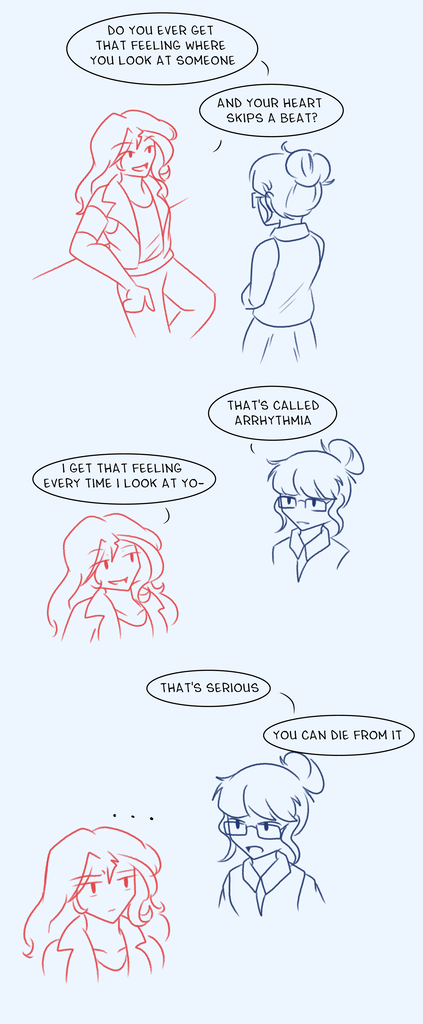 DO YOU EVER GET
THAT FEELING WHERE
YOU LOOK AT SOMEONE
AND YOUR HEART
SKIPS A BEAT?
THAT'S CALLED
ARRHYTHMIA
I GET THAT FEELING
EVERY TIME I LOOK AT YO-
THAT'S SERIOUS
YOU CAN DIE FROM IT
...